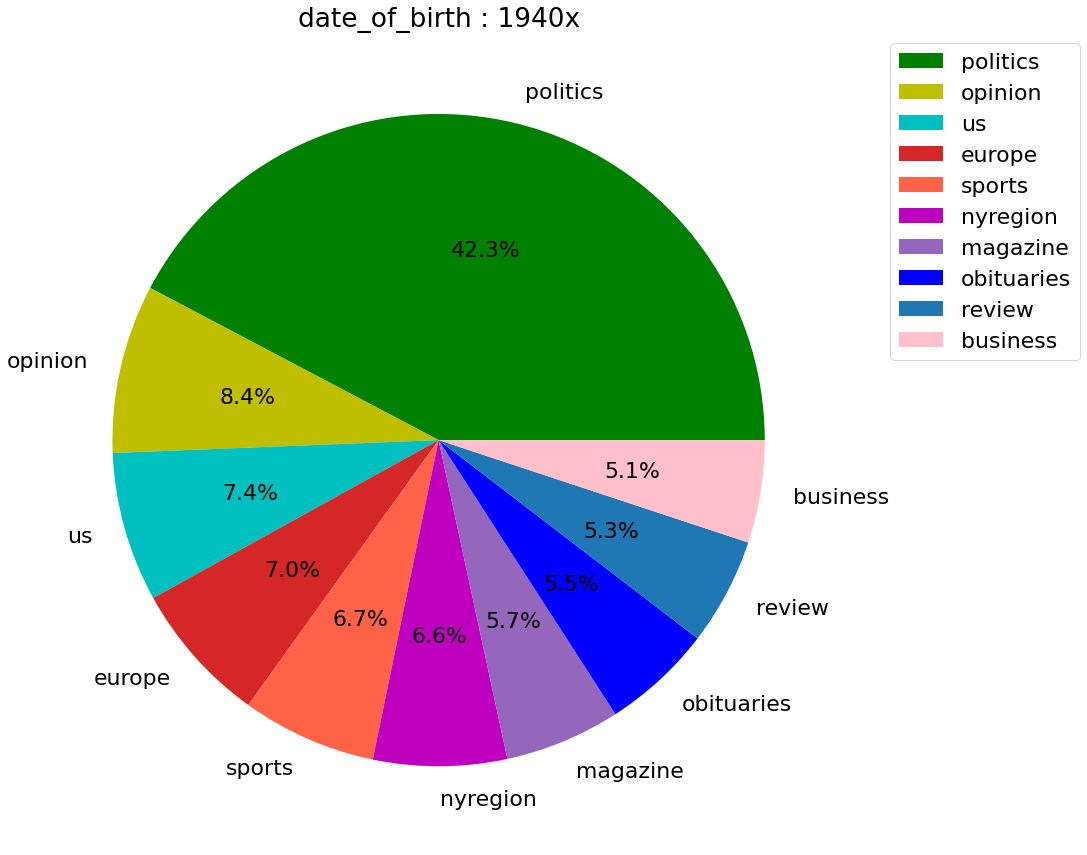 date_of_birth : 1940x
politics
opinion
us
europe
sports
nyregion
magazine
obituaries
review
business
politics
42.3%
opinion
8.4%
us
7.4%
europe
7.0%
sports
6.7%
nyregion
6.6%
magazine
5.7%
obituaries
5.5%
review
5.3%
business
5.1%